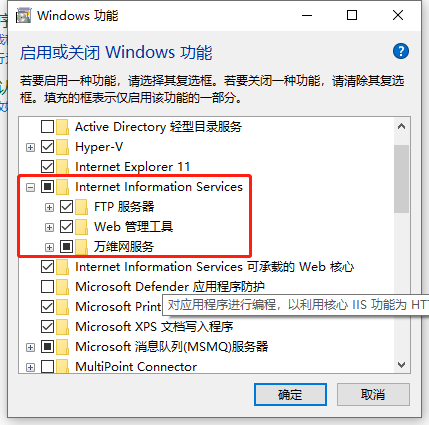 Windows 功能
启用或关闭 Windows 功能
若要启用一种功能，请选择其复选框。若要关闭一种功能，请清除其复选
框。填充的框表示仅启用该功能的一部分。
Active Directory 轻型目录服务
Hyper-V
Internet Explorer 11
Internet Information Services
FTP 服务器
Web 管理工具
万维网服务
Internet Information Services 可承载的 Web 核心
Microsoft Defender 应用程序防护
Microsoft Print
对应用程序进行编程，以利用核心 IIS 功能为 HT
Microsoft XPS 文档写入程序
Microsoft 消息队列(MSMQ)服务器
MultiPoint Connector
确定
取消